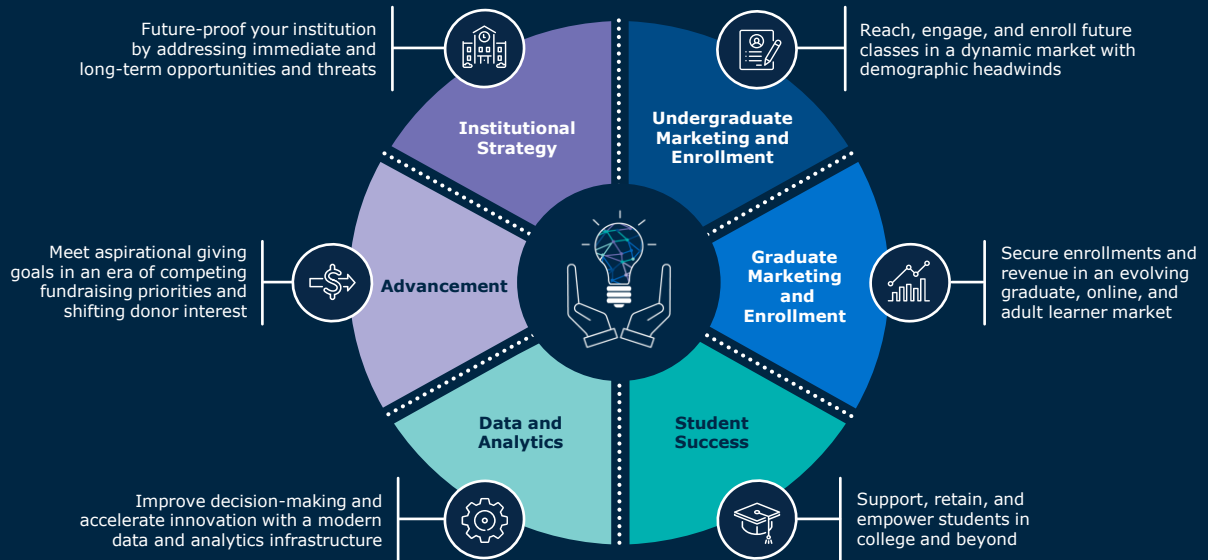 Future-proof your institution
by addressing immediate and
long-term opportunities and threats
Institutional
Strategy
Undergraduate
Marketing and
Enrollment
Reach, engage, and enroll future
classes in a dynamic market with
demographic headwinds
Meet aspirational giving
goals in an era of competing
fundraising priorities and
shifting donor interest
Advancement
Graduate
Marketing
and
Enrollment
Secure enrollments and
revenue in an evolving
graduate, online, and
adult learner market
Improve decision-making and
accelerate innovation with a modern
data and analytics infrastructure
Data and
Analytics
Student
Success
Support, retain, and
empower students in
college and beyond